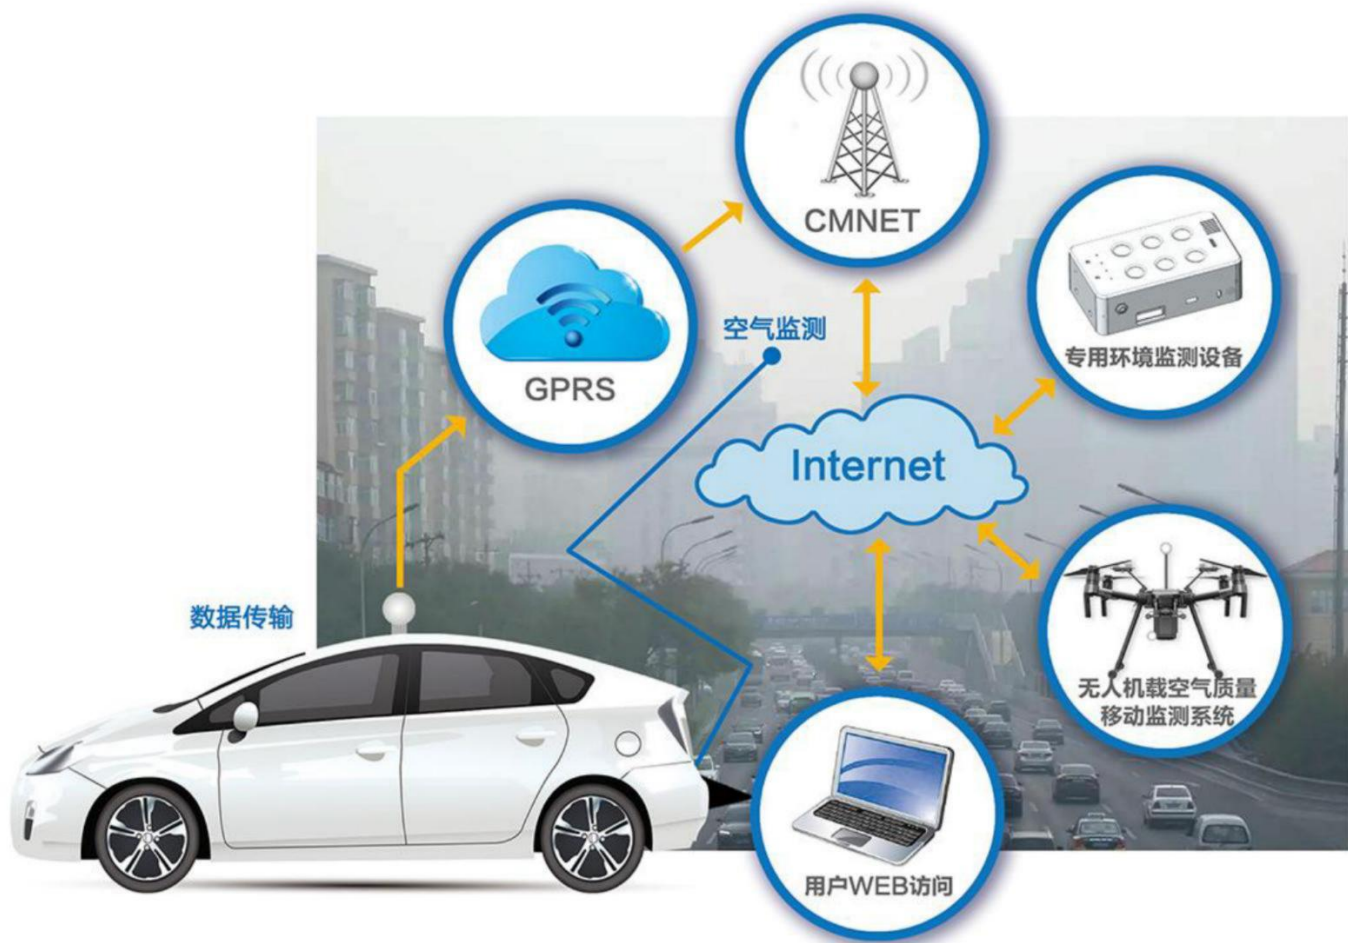 CMNET
GPRS
空气监测
专用环境监测设备
Internet
数据传输
无人机载空气质量
移动监测系统
用户WEB访问